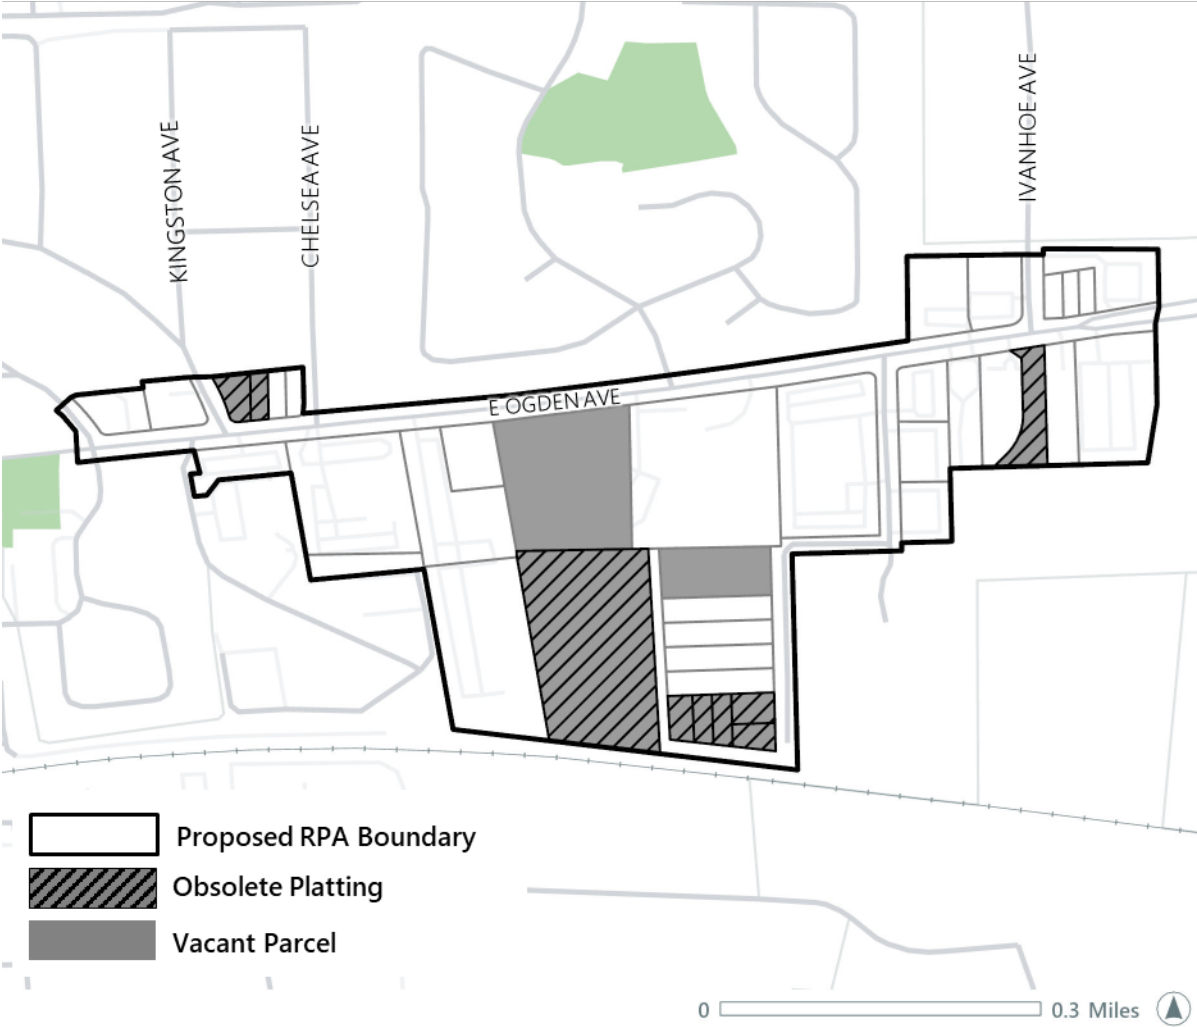 KINGSTON AVE
CHELSEA AVE
IVANHOE AVE
E OGDEN AVE
Proposed RPA Boundary
Obsolete Platting
Vacant Parcel
0 0.3 Miles